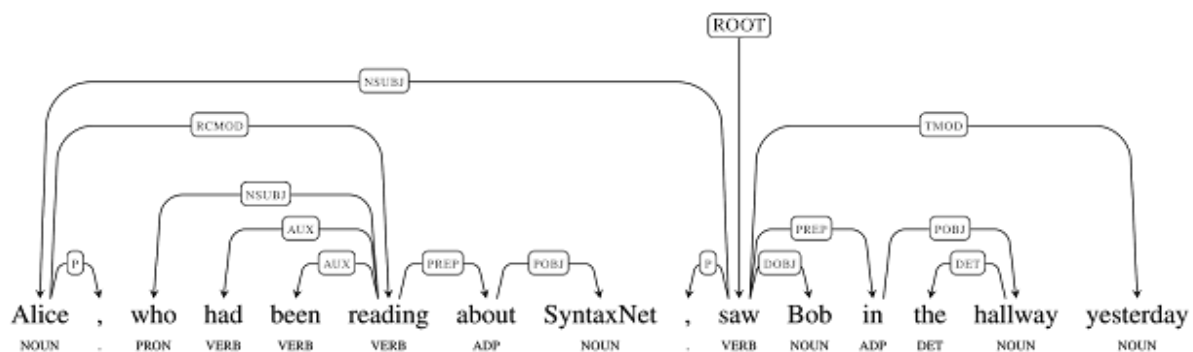 ROOT
NSUBJ
RCMOD TMOD
NSUBJ
AUX PREP POBJ
P AUX PREP POBJ P DOBJ DET
Alice , who had been reading about SyntaxNet , saw Bob in the hallway yesterday
NOUN . PRON VERB VERB VERB ADP NOUN . VERB NOUN ADP DET NOUN NOUN